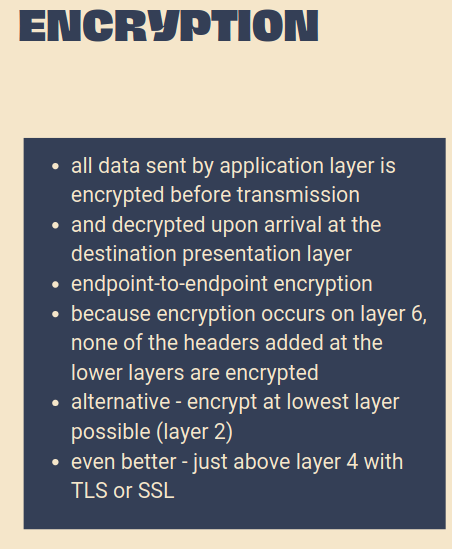 ENCRYPTION
• all data sent by application layer is
encrypted before transmission
• and decrypted upon arrival at the
destination presentation layer
• endpoint-to-endpoint encryption
• because encryption occurs on layer 6,
none of the headers added at the
lower layers are encrypted
• alternative - encrypt at lowest layer
possible (layer 2)
• even better - just above layer 4 with
TLS or SSL